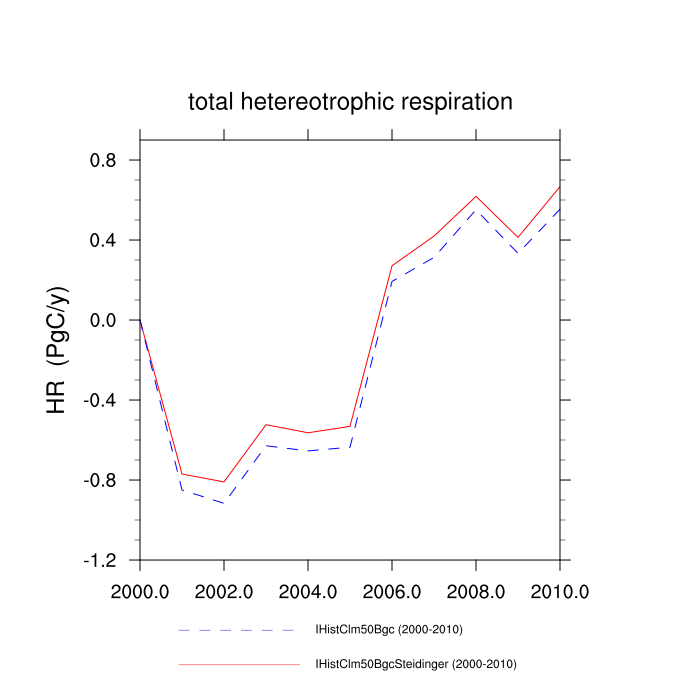 total hetereotrophic respiration
HR (PgC/y)
0.8
0.4
0.0
-0.4
-0.8
-1.2
2000.0 2002.0 2004.0 2006.0 2008.0 2010.0
IHistClm50Bgc (2000-2010)
IHistClm50BgcSteidinger (2000-2010)